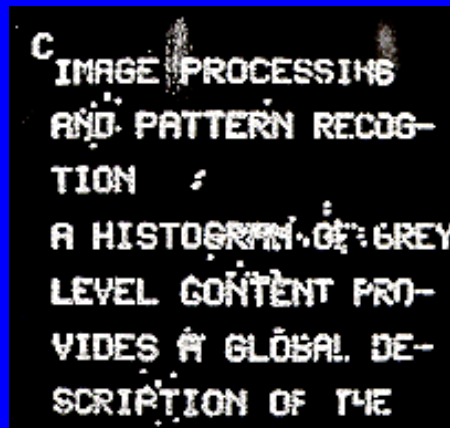 C
IMAGE PROCESSING
AND PATTERN RECOG-
TION
A HISTOGRAM OF GREY
LEVEL CONTENT PRO-
VIDES A GLOBAL DE-
SCRIPTION OF THE